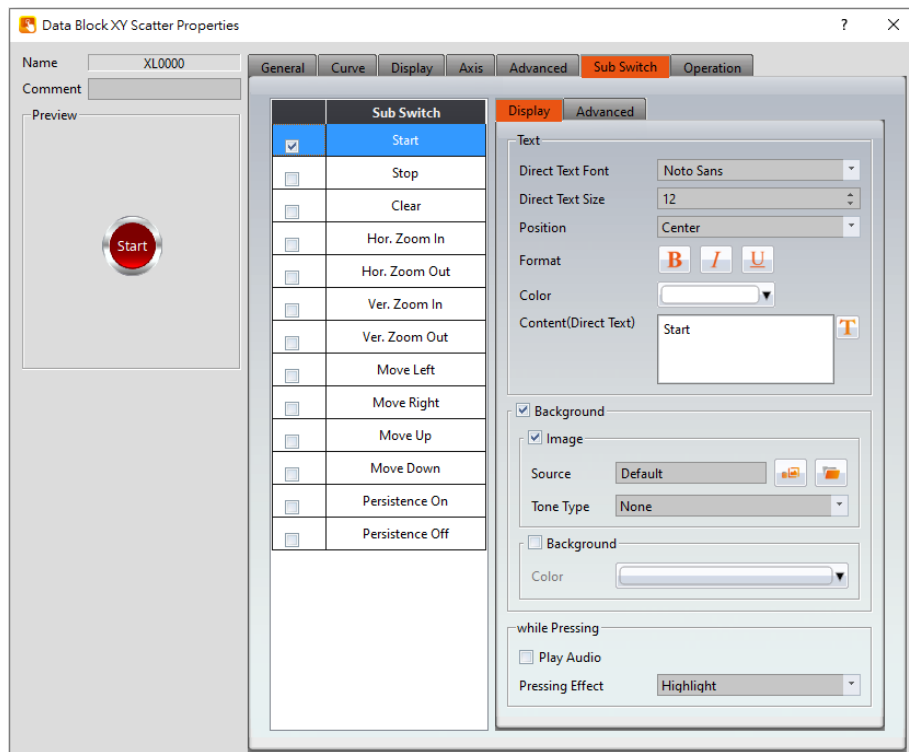 Data Block XY Scatter Properties
?
Name XL0000
Comment
Preview
Start
General Curve Display Axis Advanced Sub Switch Operation
Sub Switch
Start
Stop
Clear
Hor. Zoom In
Hor. Zoom Out
Ver. Zoom In
Ver. Zoom Out
Move Left
Move Right
Move Up
Move Down
Persistence On
Persistence Off
Display Advanced
Text
Direct Text Font Noto Sans
Direct Text Size 12
Position Center
Format B I U
Color
Content(Direct Text) Start T
Background
Image
Source Default
Tone Type None
Background
Color
while Pressing
Play Audio
Pressing Effect Highlight